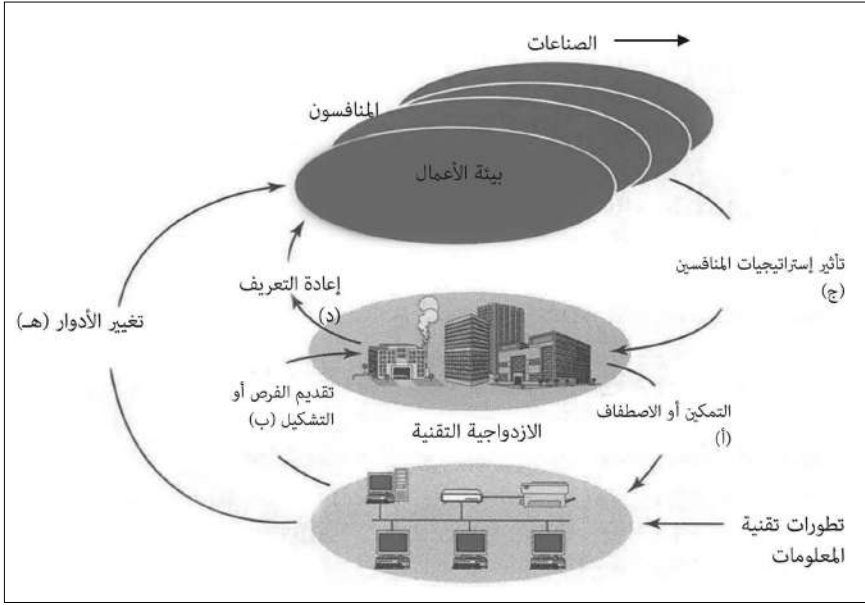 الصناعات
المنافسون
بيئة الأعمال
تأثير إستراتيجيات المنافسين
(ج)
إعادة التعريف
(د)
تغيير الأدوار (هـ)
تقديم الفرص أو
التشكيل (ب)
التمكين أو الاصطفاف
(أ)
الازدواجية التقنية
تطورات تقنية
المعلومات